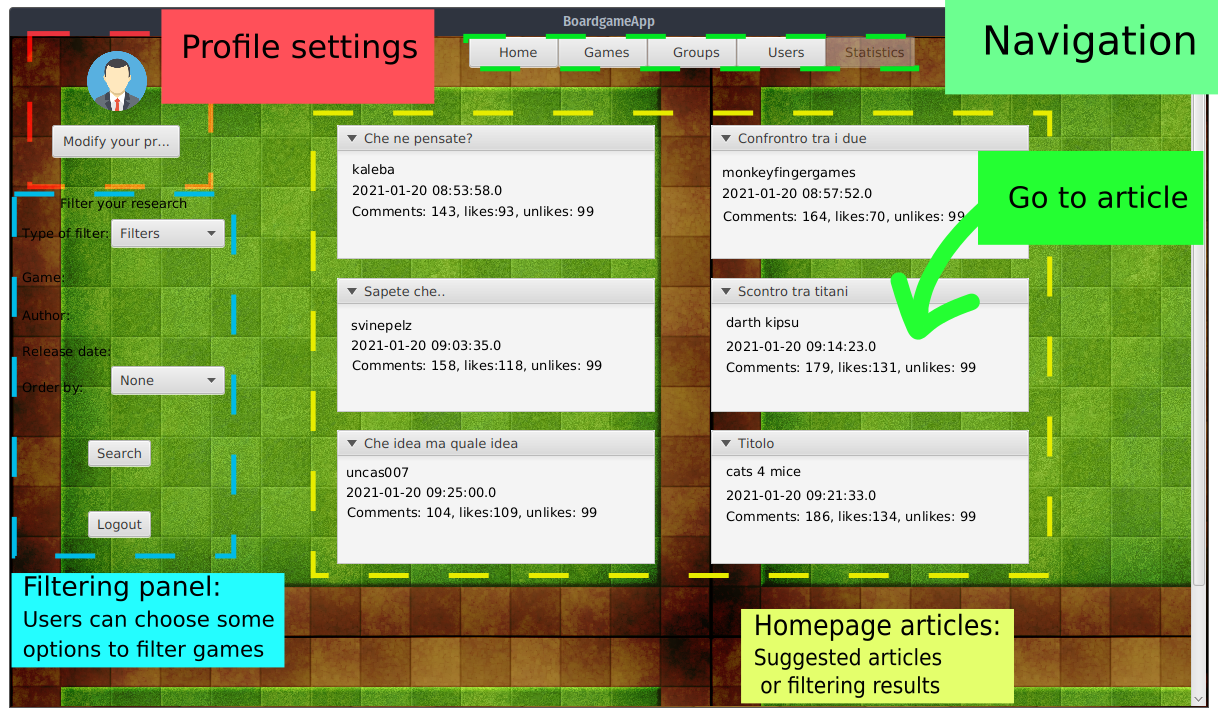 BoardgameApp
Profile settings
Navigation
Home
Games
Groups
Users
Statistics
Modify your pr...
Filter your research
Type of filter:
Filters
Game:
Author:
Release date:
Order by:
None
Search
Logout
Che ne pensate?
kaleba
2021-01-20 08:53:58.0
Comments: 143, likes:93, unlikes: 99
Confrontro tra i due
monkeyfingergames
2021-01-20 08:57:52.0
Comments: 164, likes:70, unlikes: 99
Go to article
Sapete che..
svinepelz
2021-01-20 09:03:35.0
Comments: 158, likes:118, unlikes: 99
Scontro tra titani
darth kipsu
2021-01-20 09:14:23.0
Comments: 179, likes:131, unlikes: 99
Che idea ma quale idea
uncas007
2021-01-20 09:25:00.0
Comments: 104, likes:109, unlikes: 99
Titolo
cats 4 mice
2021-01-20 09:21:33.0
Comments: 186, likes:134, unlikes: 99
Filtering panel:
Users can choose some
options to filter games
Homepage articles:
Suggested articles
or filtering results